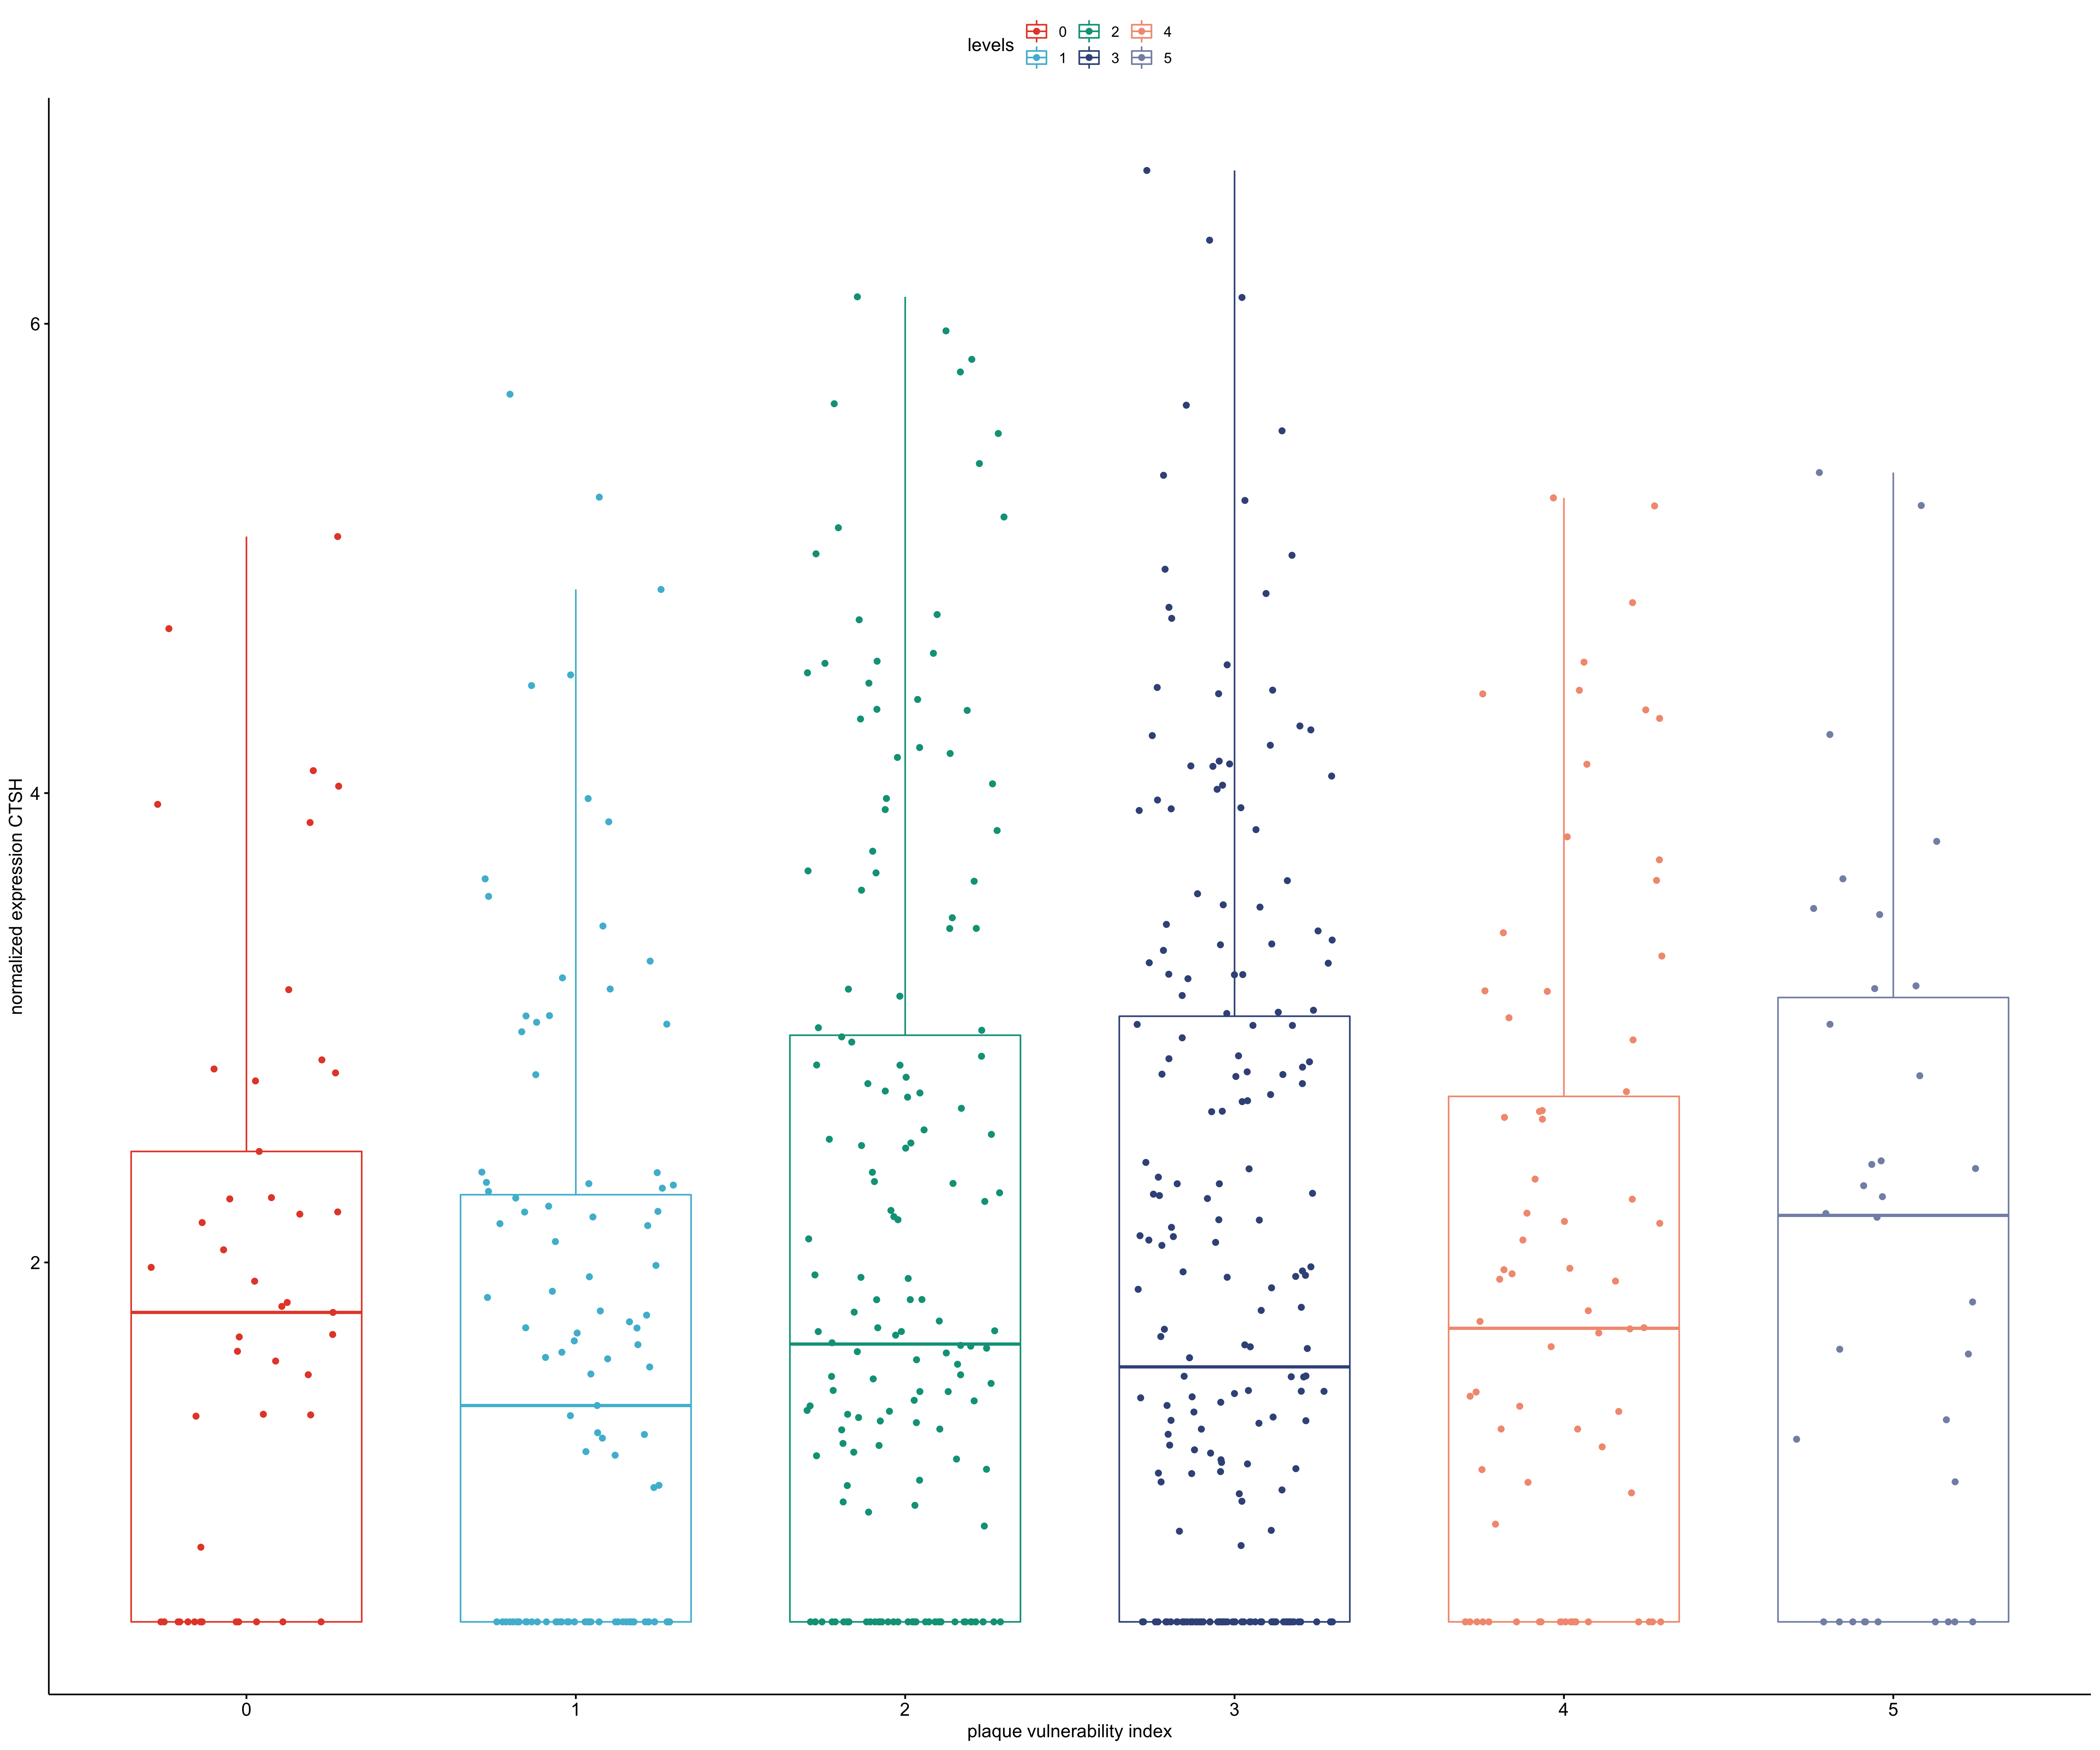 levels 0 2 4
1 3 5
normalized expression CTSH
6
4
2
0 1 2 3 4 5
plaque vulnerability index